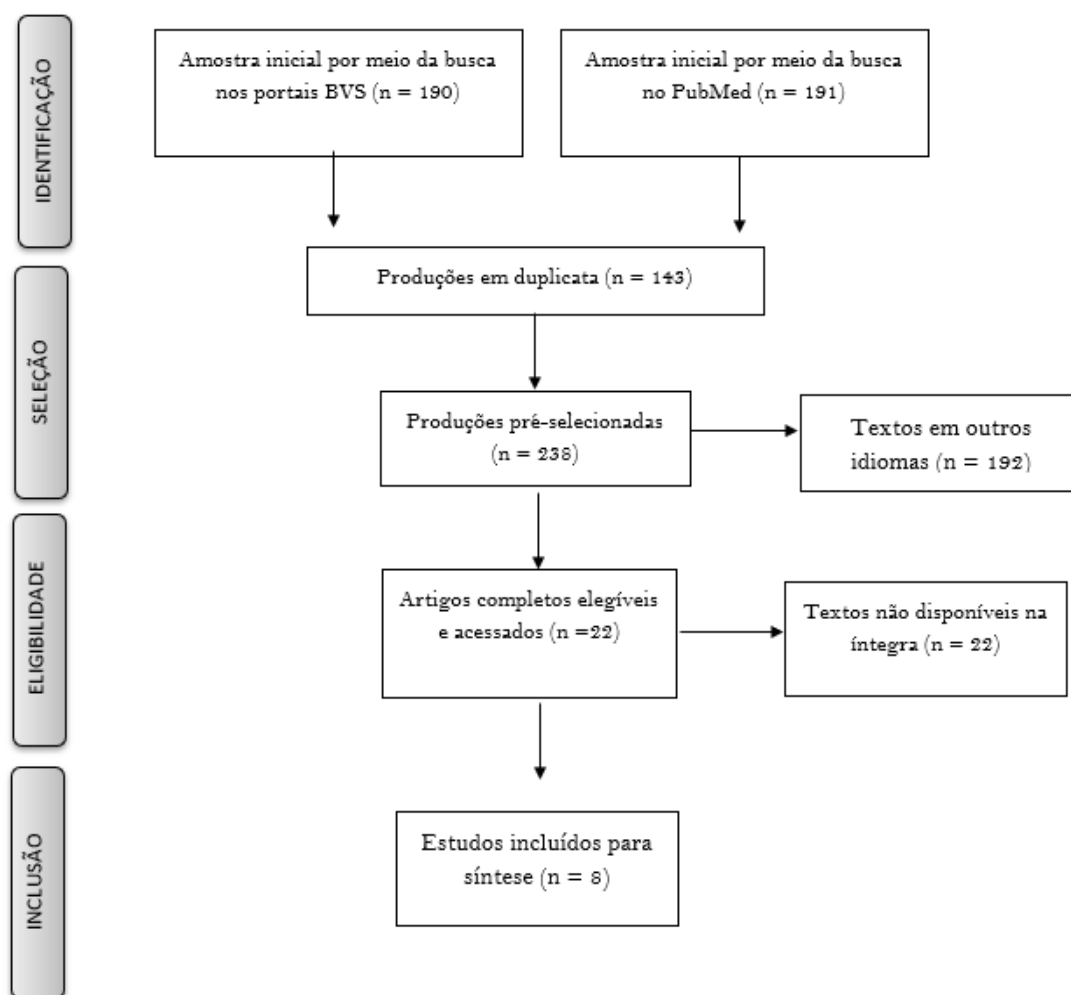 IDENTIFICAÇÃO
Amostra inicial por meio da busca
nos portais BVS (n = 190)
Amostra inicial por meio da busca
no PubMed (n = 191)
Produções em duplicata (n = 143)
SELEÇÃO
Produções pré-selecionadas
(n = 238)
Textos em outros
idiomas (n = 192)
ELIGIBILIDADE
Artigos completos elegíveis
e acessados (n =22)
Textos não disponíveis na
íntegra (n = 22)
INCLUSÃO
Estudos incluídos para
síntese (n = 8)